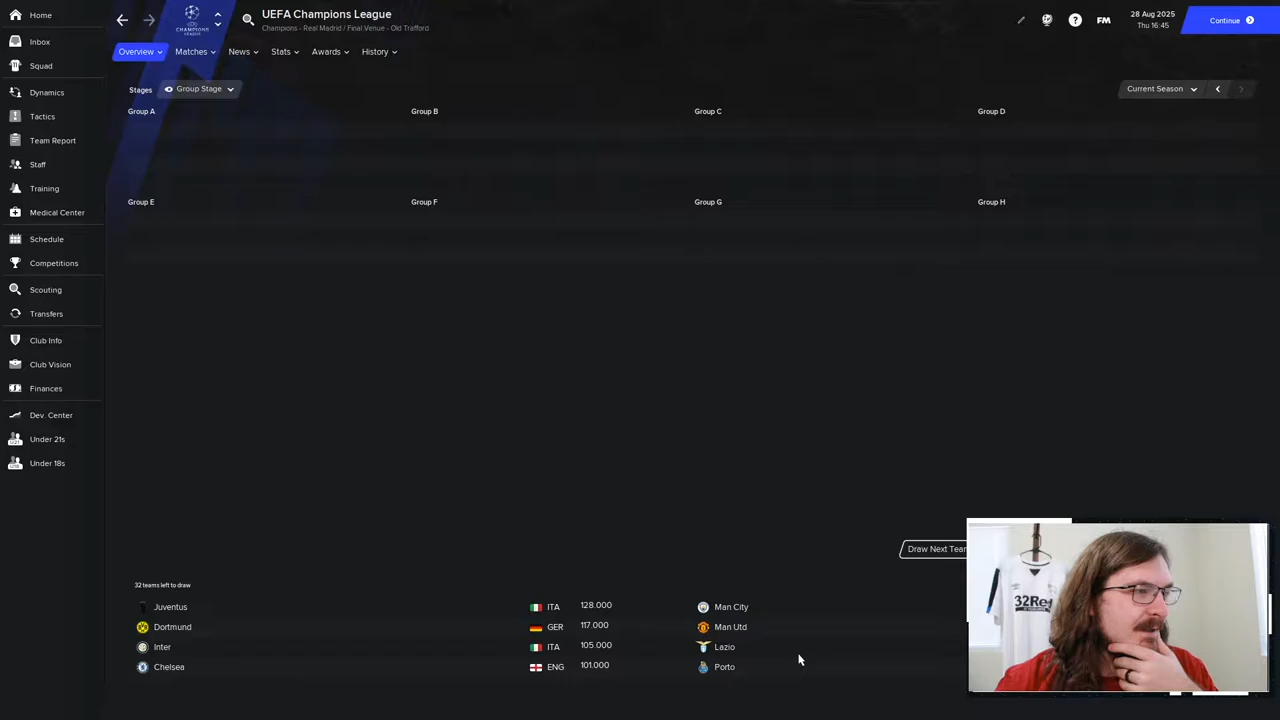 Home
Inbox
Squad
Dynamics
Tactics
Team Report
Staff
Training
Medical Center
Schedule
Competitions
Scouting
Transfers
Club Info
Club Vision
Finances
Dev. Center
Under 21s
Under 18s
CHAMPIONS LEAGUE
UEFA Champions League
Champions - Real Madrid / Final Venue - Old Trafford
FM
28 Aug 2025
Thu 16:45
Continue
Overview Matches News Stats Awards History
Stages Group Stage Current Season
Group A Group B Group C Group D
Group E Group F Group G Group H
Draw Next Team
32 teams left to draw
Juventus ITA 128.000 Man City
Dortmund GER 117.000 Man Utd
Inter ITA 105.000 Lazio
Chelsea ENG 101.000 Porto
32Re